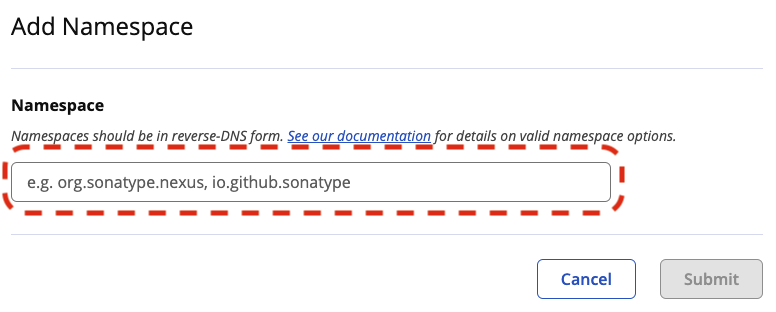 Add Namespace
Namespace
Namespaces should be in reverse-DNS form. See our documentation for details on valid namespace options.
e.g. org.sonatype.nexus, io.github.sonatype
Cancel Submit